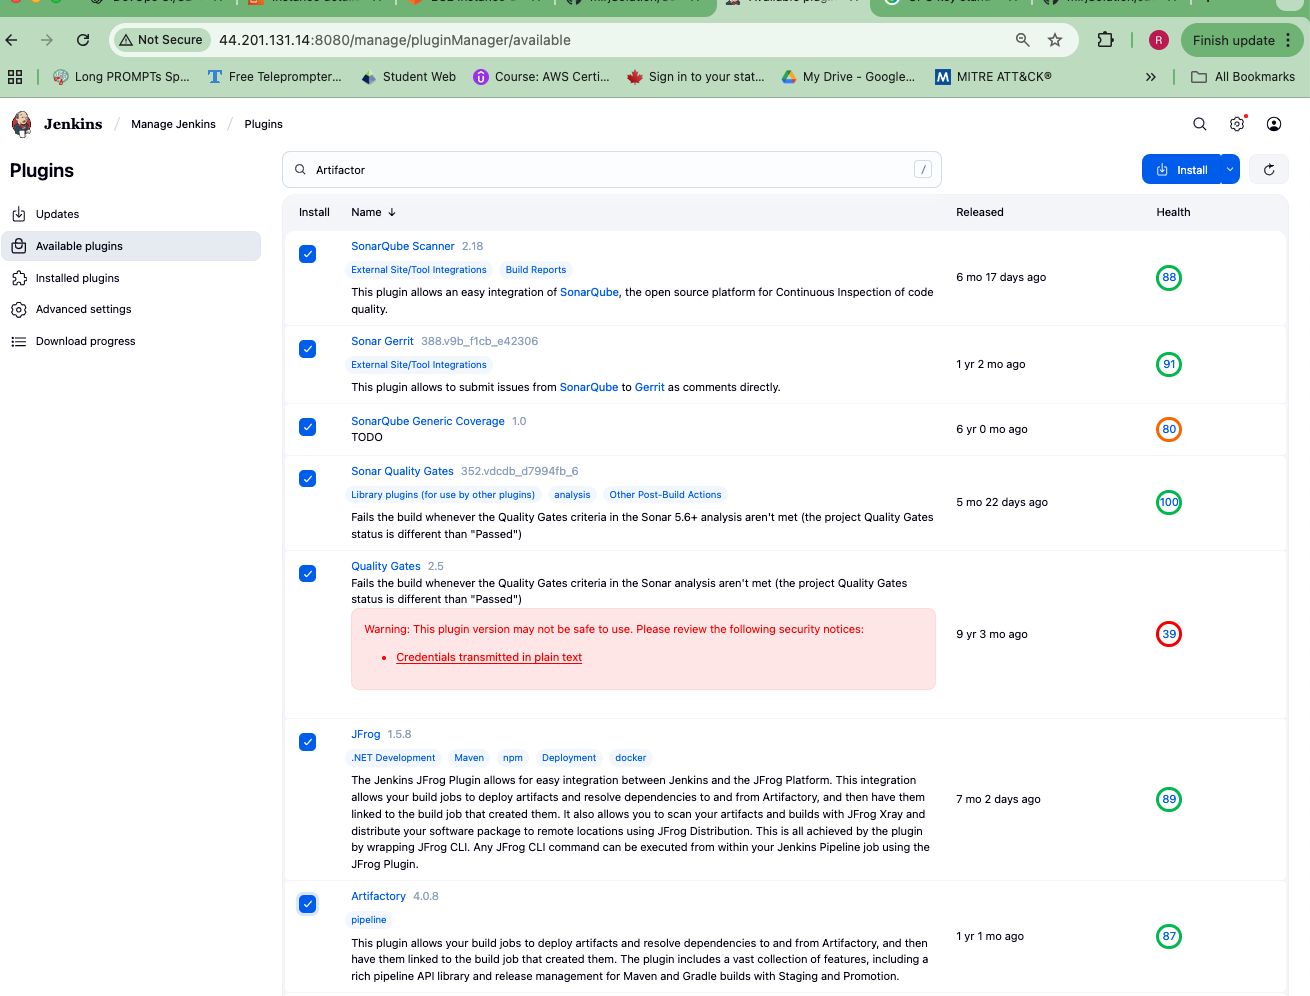 Not Secure
44.201.131.14:8080/manage/pluginManager/available
R
Finish update
Long PROMPTs Sp...
Free Teleprompter...
Student Web
Course: AWS Certi...
Sign in to your stat...
My Drive - Google...
M MITRE ATT&CK®
»
All Bookmarks
Jenkins / Manage Jenkins / Plugins
Plugins
Artifactor
/
Install
Updates
Available plugins
Installed plugins
Advanced settings
Download progress
Install Name ↓ Released Health
SonarQube Scanner 2.18
External Site/Tool Integrations Build Reports
This plugin allows an easy integration of SonarQube, the open source platform for Continuous Inspection of code
quality.
6 mo 17 days ago
88
Sonar Gerrit 388.v9b_f1cb_e42306
External Site/Tool Integrations
This plugin allows to submit issues from SonarQube to Gerrit as comments directly.
1 yr 2 mo ago
91
SonarQube Generic Coverage 1.0
TODO
6 yr 0 mo ago
80
Sonar Quality Gates 352.vdcdb_d7994fb_6
Library plugins (for use by other plugins) analysis Other Post-Build Actions
Fails the build whenever the Quality Gates criteria in the Sonar 5.6+ analysis aren't met (the project Quality Gates
status is different than "Passed")
5 mo 22 days ago
100
Quality Gates 2.5
Fails the build whenever the Quality Gates criteria in the Sonar analysis aren't met (the project Quality Gates
status is different than "Passed")
Warning: This plugin version may not be safe to use. Please review the following security notices:
• Credentials transmitted in plain text
9 yr 3 mo ago
39
JFrog 1.5.8
.NET Development Maven npm Deployment docker
The Jenkins JFrog Plugin allows for easy integration between Jenkins and the JFrog Platform. This integration
allows your build jobs to deploy artifacts and resolve dependencies to and from Artifactory, and then have them
linked to the build job that created them. It also allows you to scan your artifacts and builds with JFrog Xray and
distribute your software package to remote locations using JFrog Distribution. This is all achieved by the plugin
by wrapping JFrog CLI. Any JFrog CLI command can be executed from within your Jenkins Pipeline job using the
JFrog Plugin.
7 mo 2 days ago
89
Artifactory 4.0.8
pipeline
This plugin allows your build jobs to deploy artifacts and resolve dependencies to and from Artifactory, and then
have them linked to the build job that created them. The plugin includes a vast collection of features, including a
rich pipeline API library and release management for Maven and Gradle builds with Staging and Promotion.
1 yr 1 mo ago
87